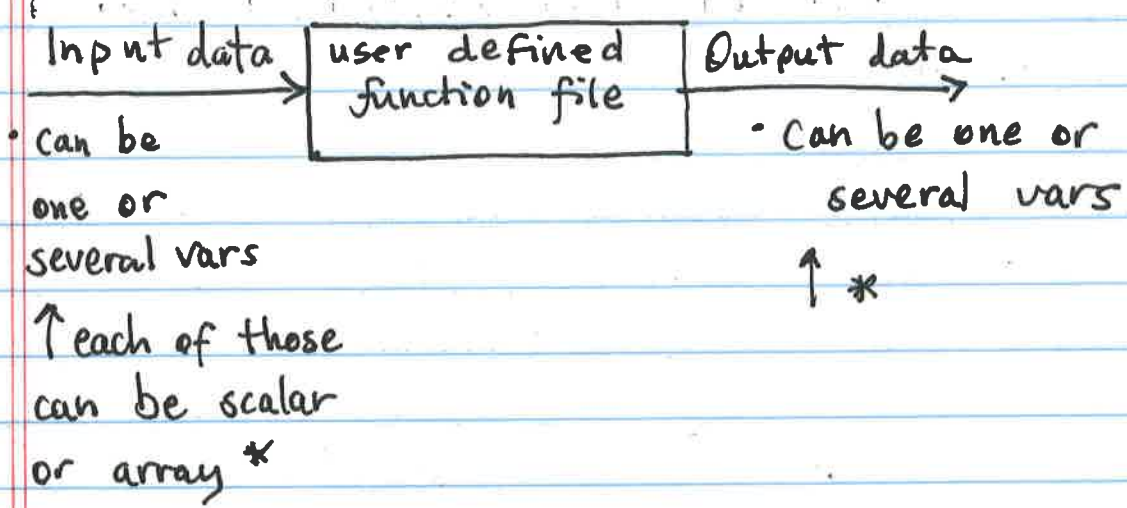 Input data
user defined
function file
Output data
• can be
one or
several vars
↑ each of those
can be scalar
or array *
• Can be one or
several vars
↑ *